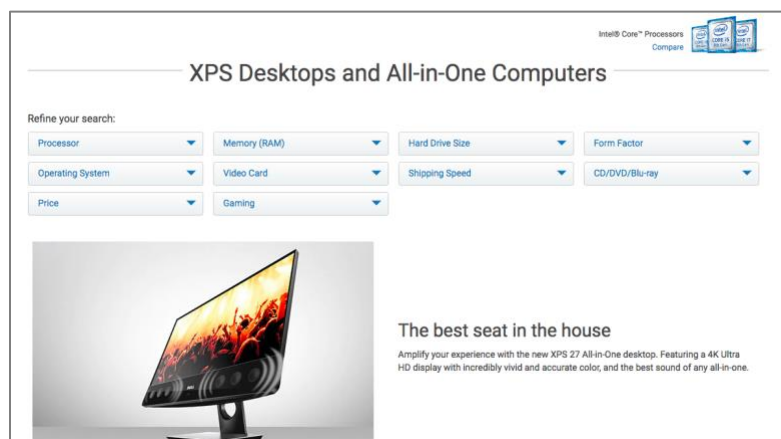 Intel® Core™ Processors
Compare
XPS Desktops and All-in-One Computers
Refine your search:
Processor
Memory (RAM)
Hard Drive Size
Form Factor
Operating System
Video Card
Shipping Speed
CD/DVD/Blu-ray
Price
Gaming
The best seat in the house
Amplify your experience with the new XPS 27 All-in-One desktop. Featuring a 4K Ultra
HD display with incredibly vivid and accurate color, and the best sound of any all-in-one.